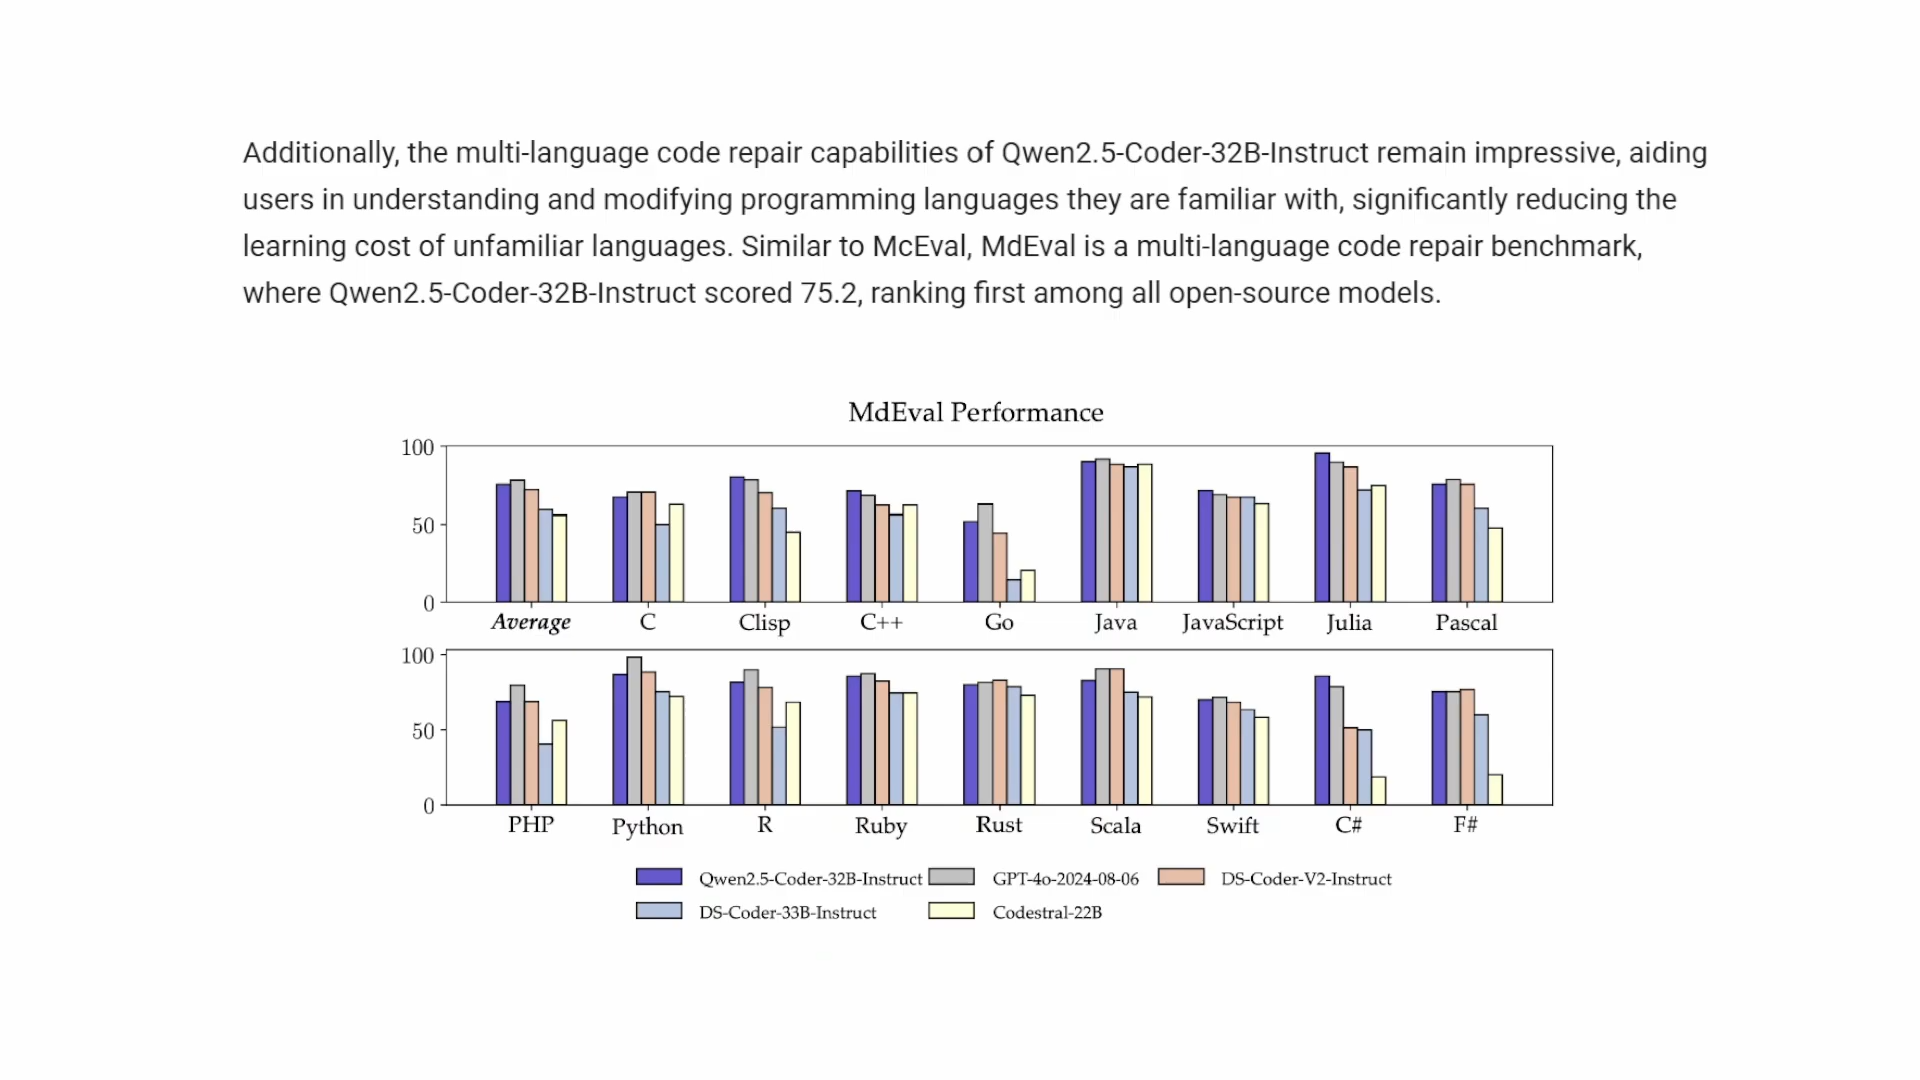 Additionally, the multi-language code repair capabilities of Qwen2.5-Coder-32B-Instruct remain impressive, aiding
users in understanding and modifying programming languages they are familiar with, significantly reducing the
learning cost of unfamiliar languages. Similar to McEval, MdEval is a multi-language code repair benchmark,
where Qwen2.5-Coder-32B-Instruct scored 75.2, ranking first among all open-source models.
MdEval Performance
100
50
0
Average C Clisp C++ Go Java JavaScript Julia Pascal
100
50
0
PHP Python R Ruby Rust Scala Swift C# F#
Qwen2.5-Coder-32B-Instruct GPT-4o-2024-08-06 DS-Coder-V2-Instruct
DS-Coder-33B-Instruct Codestral-22B